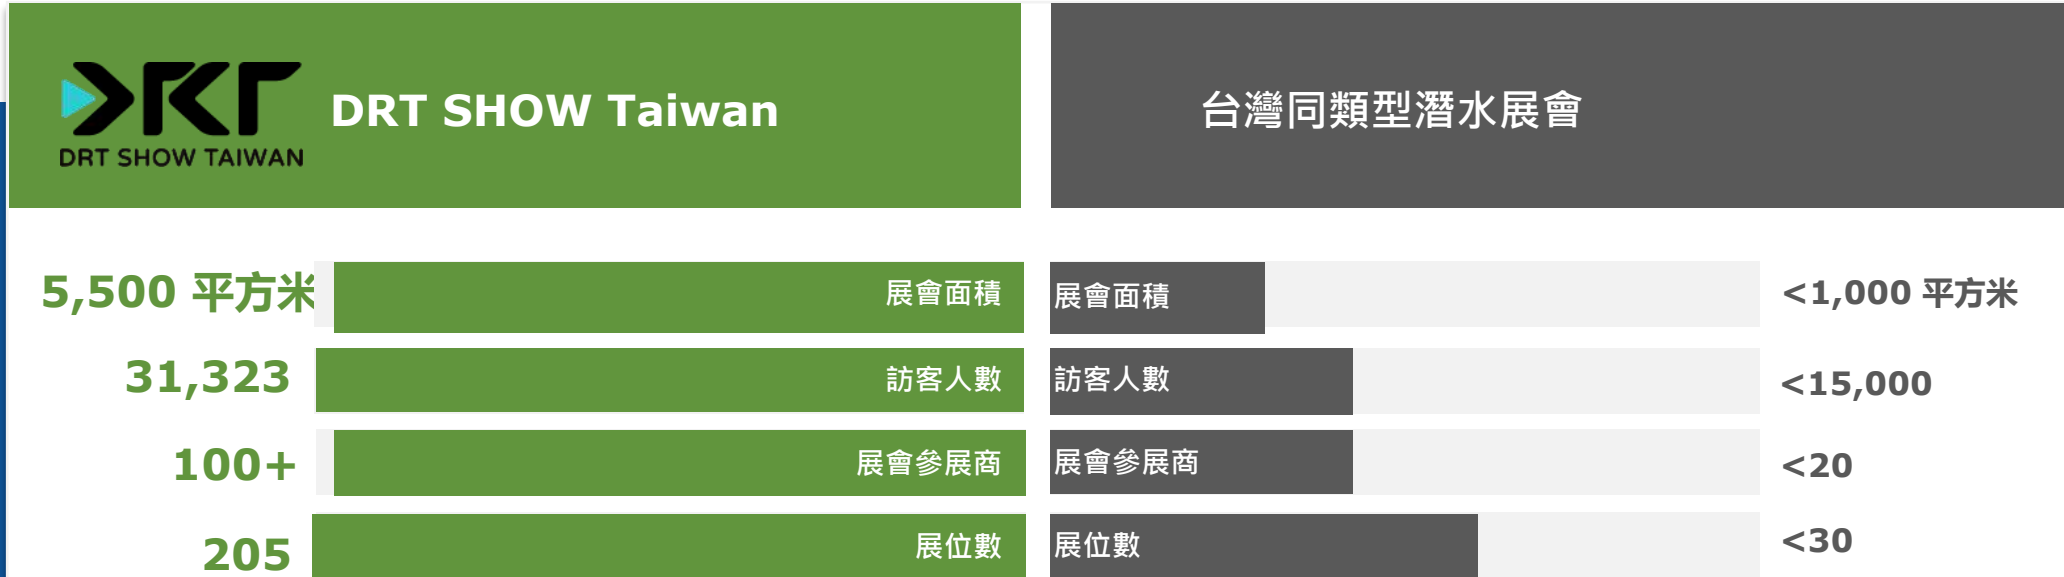 DRT
DRT SHOW TAIWAN
DRT SHOW Taiwan
台灣同類型潛水展會
5,500 平方米
展會面積
展會面積
<1,000 平方米
31,323
訪客人數
訪客人數
<15,000
100+
展會參展商
展會參展商
<20
205
展位數
展位數
<30